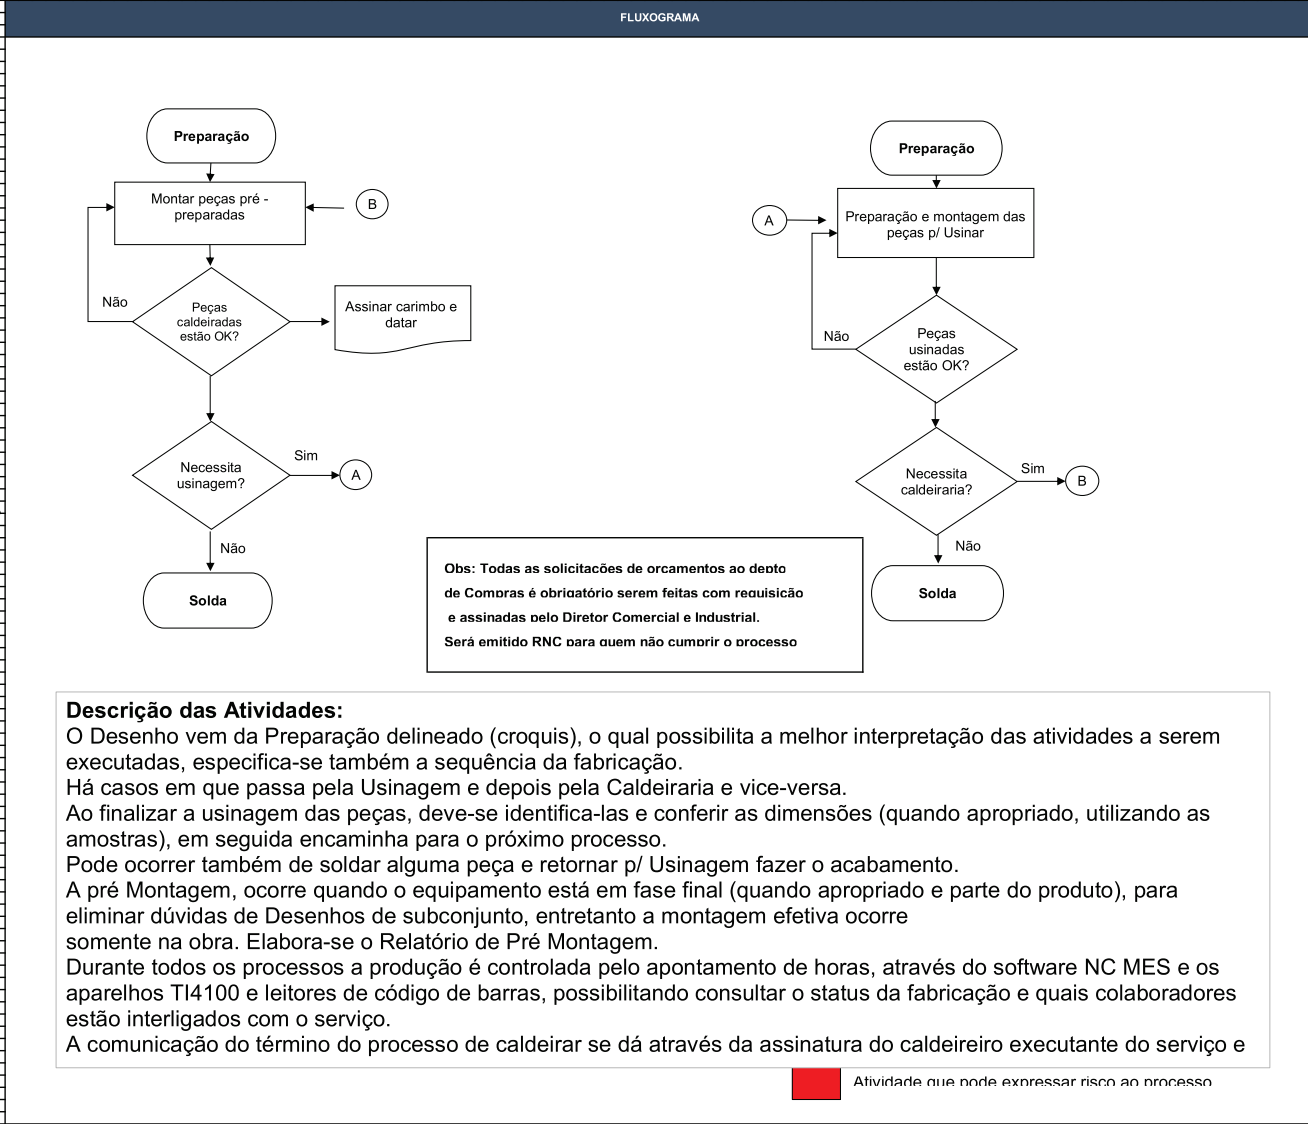 FLUXOGRAMA
Preparação
Montar peças pré -
preparadas
B
Não
Peças
caldeiradas
estão OK?
Assinar carimbo e
datar
Necessita
usinagem?
Sim
A
Não
Solda
Preparação
A
Preparação e montagem das
peças p/ Usinar
Não
Peças
usinadas
estão OK?
Necessita
caldeiraria?
Sim
B
Não
Solda
Obs: Todas as solicitações de orçamentos ao depto
de Compras é obrigatório serem feitas com requisição
e assinadas pelo Diretor Comercial e Industrial.
Será emitido RNC para quem não cumprir o processo
Descrição das Atividades:
O Desenho vem da Preparação delineado (croquis), o qual possibilita a melhor interpretação das atividades a serem
executadas, especifica-se também a sequência da fabricação.
Há casos em que passa pela Usinagem e depois pela Caldeiraria e vice-versa.
Ao finalizar a usinagem das peças, deve-se identifica-las e conferir as dimensões (quando apropriado, utilizando as
amostras), em seguida encaminha para o próximo processo.
Pode ocorrer também de soldar alguma peça e retornar p/ Usinagem fazer o acabamento.
A pré Montagem, ocorre quando o equipamento está em fase final (quando apropriado e parte do produto), para
eliminar dúvidas de Desenhos de subconjunto, entretanto a montagem efetiva ocorre
somente na obra. Elabora-se o Relatório de Pré Montagem.
Durante todos os processos a produção é controlada pelo apontamento de horas, através do software NC MES e os
aparelhos TI4100 e leitores de código de barras, possibilitando consultar o status da fabricação e quais colaboradores
estão interligados com o serviço.
A comunicação do término do processo de caldeirar se dá através da assinatura do caldeireiro executante do serviço e
Atividade que pode expressar risco ao processo